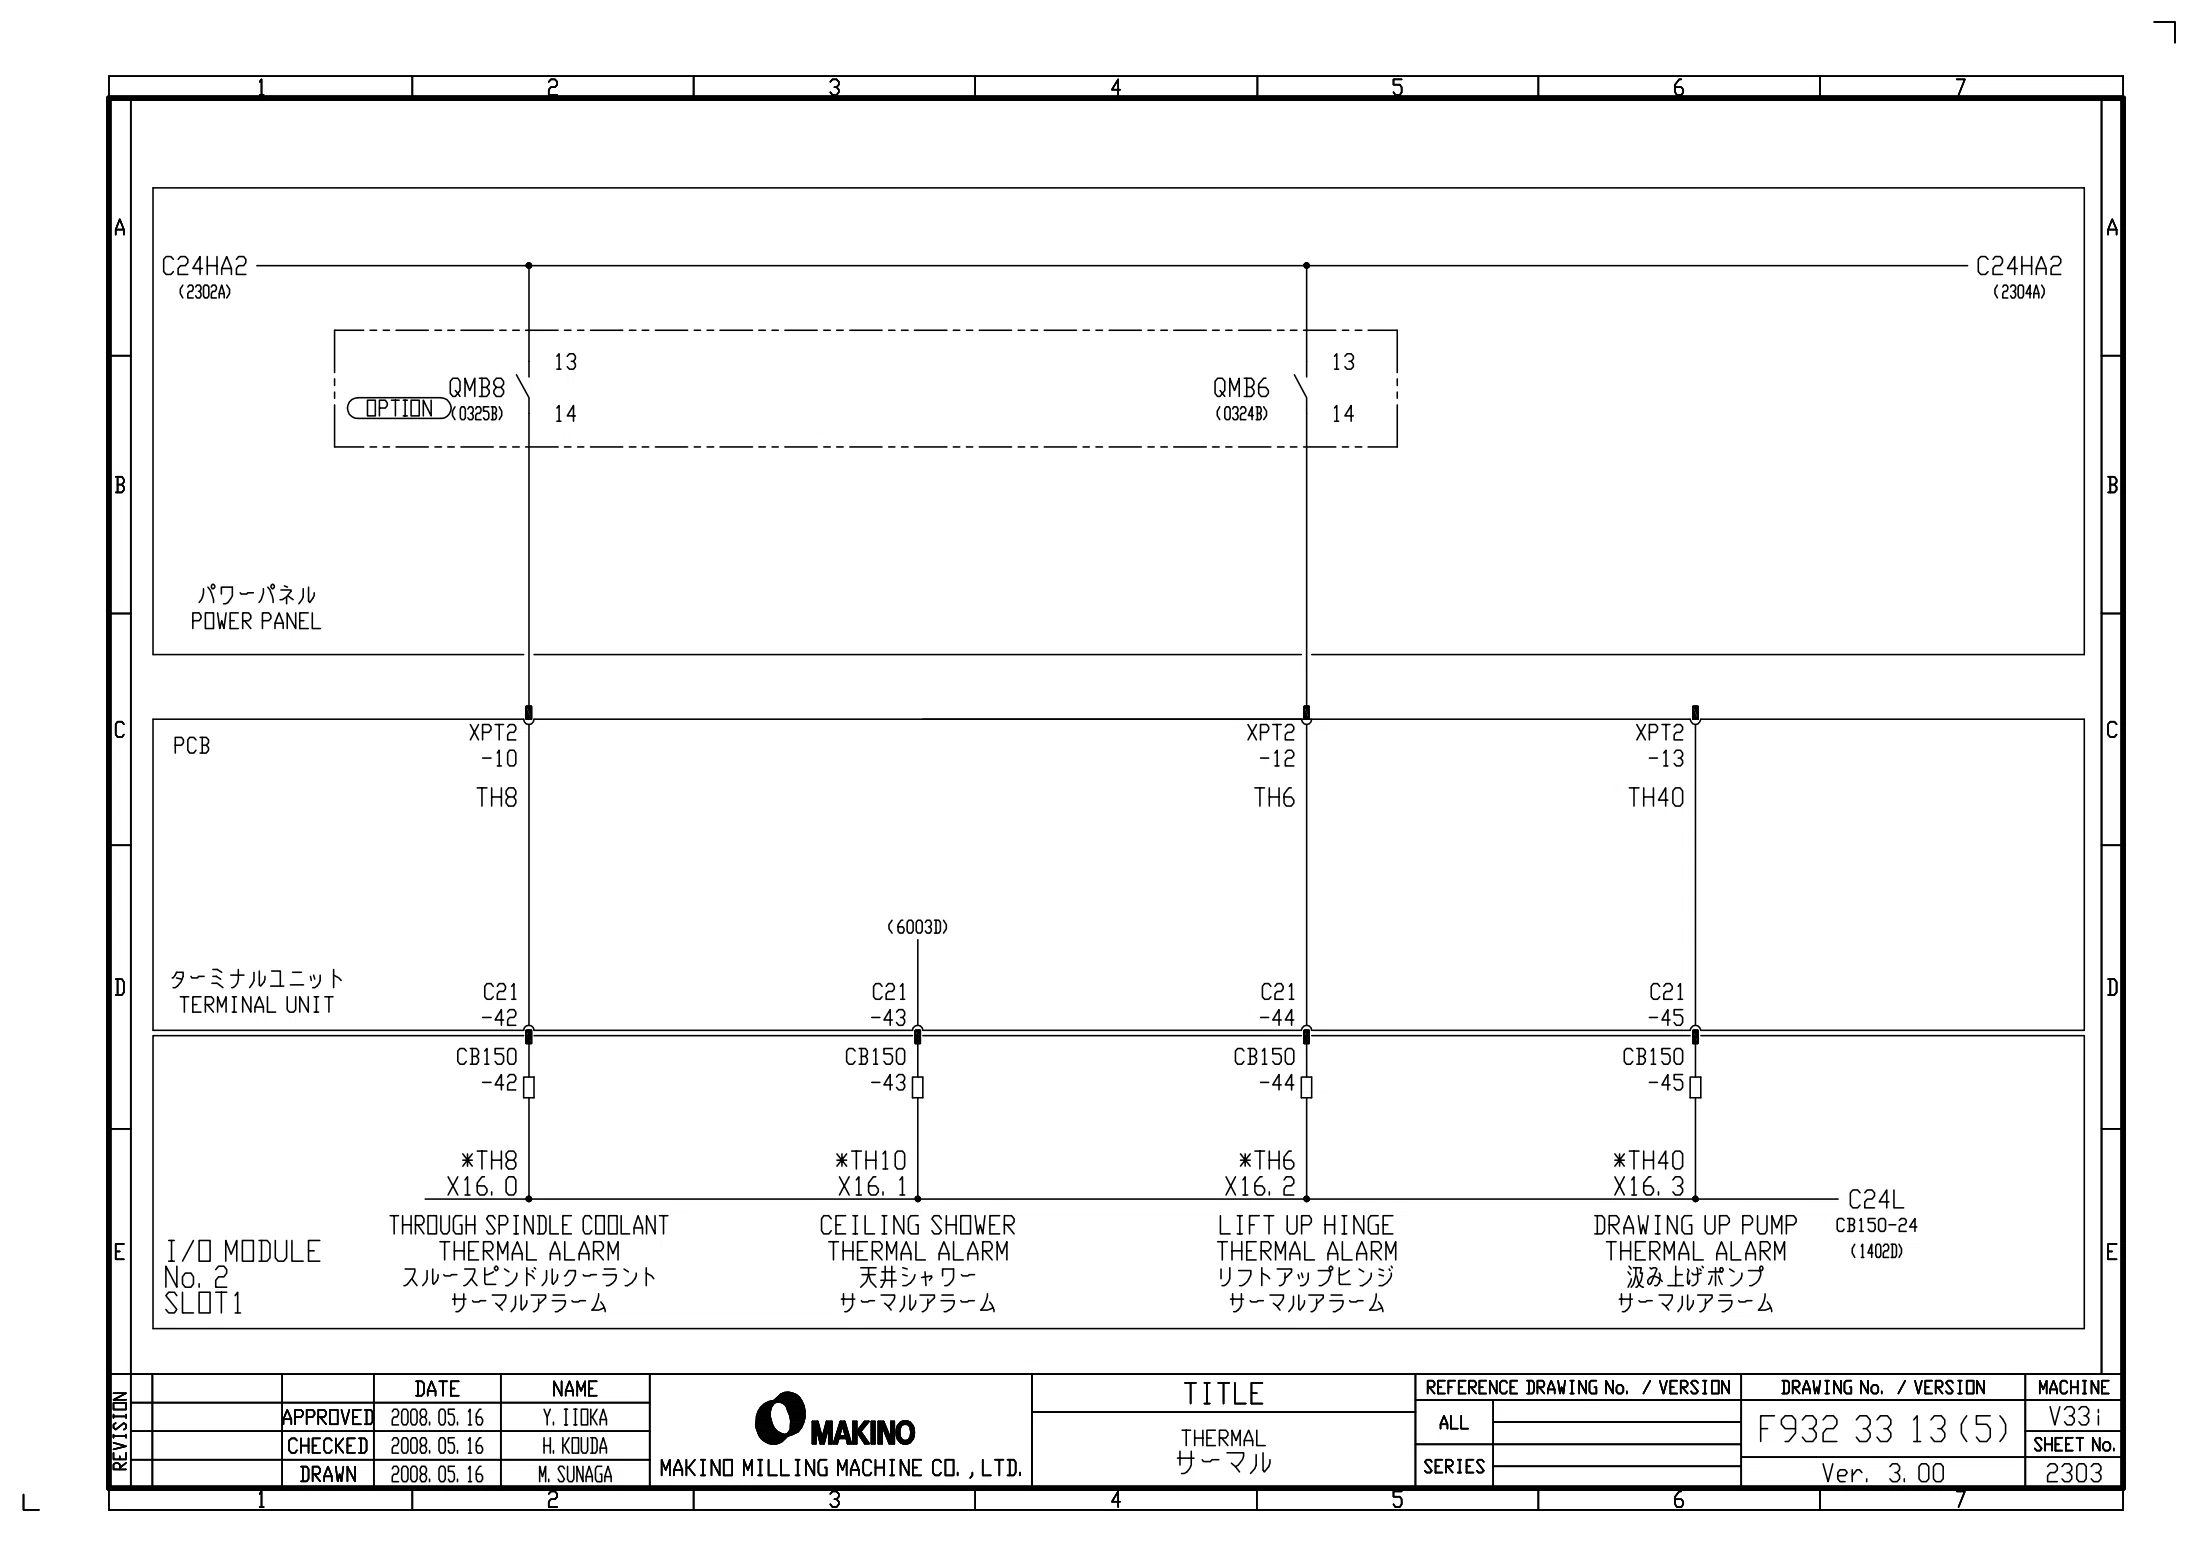 1 2 3 4 5 6 7
A A
C24HA2 C24HA2
(2302A) (2304A)
13 13
QMB8 QMB6
OPTION (0325B) 14 (0324B) 14
B B
パワーパネル
POWER PANEL
C C
PCB XPT2 XPT2 XPT2
-10 -12 -13
TH8 TH6 TH40
(6003D)
D D
ターミナルユニット C21 C21 C21 C21
TERMINAL UNIT -42 -43 -44 -45
CB150 CB150 CB150 CB150
-42 -43 -44 -45
*TH8 *TH10 *TH6 *TH40
X16. 0 X16. 1 X16. 2 X16. 3
C24L
THROUGH SPINDLE COOLANT CEILING SHOWER LIFT UP HINGE DRAWING UP PUMP CB150-24
E I/O MODULE THERMAL ALARM THERMAL ALARM THERMAL ALARM THERMAL ALARM (1402D) E
No. 2 スルースピンドルクーラント 天井シャワー リフトアップヒンジ 汲み上げポンプ
SLOT1 サーマルアラーム サーマルアラーム サーマルアラーム サーマルアラーム
REVISION
DATE NAME
APPROVED 2008. 05. 16 Y. IIOKA
CHECKED 2008. 05. 16 H. KOUDA
DRAWN 2008. 05. 16 M. SUNAGA
MAKINO
MAKINO MILLING MACHINE CO. , LTD.
TITLE
THERMAL
サーマル
REFERENCE DRAWING No. / VERSION
ALL
SERIES
DRAWING No. / VERSION
F932 33 13(5)
Ver. 3. 00
MACHINE
V33i
SHEET No.
2303
1 2 3 4 5 6 7